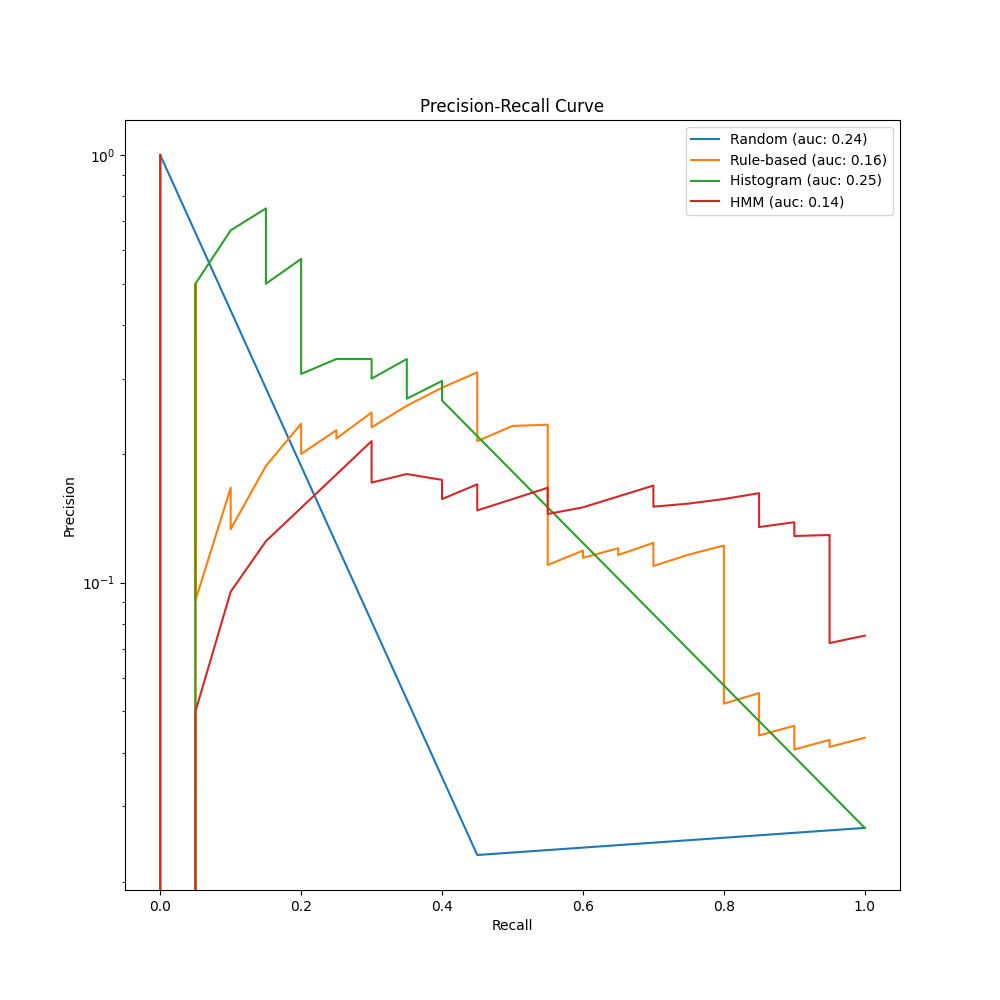 Precision-Recall Curve
Random (auc: 0.24)
Rule-based (auc: 0.16)
Histogram (auc: 0.25)
HMM (auc: 0.14)
10⁰
10⁻¹
Precision
0.0 0.2 0.4 0.6 0.8 1.0
Recall